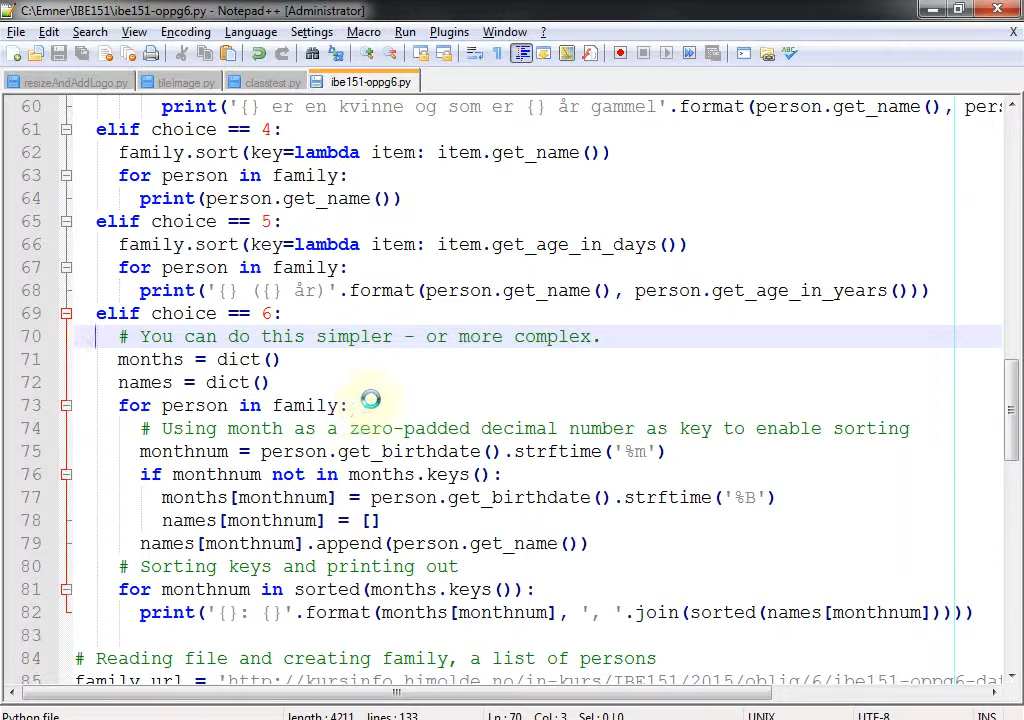 C:\Emner\IBE151\ibe151-oppg6.py - Notepad++ [Administrator]
File Edit Search View Encoding Language Settings Macro Run Plugins Window ? X
resizeAndAddLogo.py tileImage.py classtest.py ibe151-oppg6.py
60 print('{} er en kvinne og som er {} år gammel'.format(person.get_name(), pers
61 elif choice == 4:
62 family.sort(key=lambda item: item.get_name())
63 for person in family:
64 print(person.get_name())
65 elif choice == 5:
66 family.sort(key=lambda item: item.get_age_in_days())
67 for person in family:
68 print('{} ({} år)'.format(person.get_name(), person.get_age_in_years()))
69 elif choice == 6:
70 # You can do this simpler - or more complex.
71 months = dict()
72 names = dict()
73 for person in family:
74 # Using month as a zero-padded decimal number as key to enable sorting
75 monthnum = person.get_birthdate().strftime('%m')
76 if monthnum not in months.keys():
77 months[monthnum] = person.get_birthdate().strftime('%B')
78 names[monthnum] = []
79 names[monthnum].append(person.get_name())
80 # Sorting keys and printing out
81 for monthnum in sorted(months.keys()):
82 print('{}: {}'.format(months[monthnum], ', '.join(sorted(names[monthnum]))))
83
84 # Reading file and creating family, a list of persons
85 family_url = 'http://kursinfo.himolde.no/in-kurs/IBE151/2015/oblig/6/ibe151-oppg6-dat
Python file length : 4211 lines : 133 Ln : 70 Col : 3 Sel : 0 | 0 UNIX UTF-8 INS